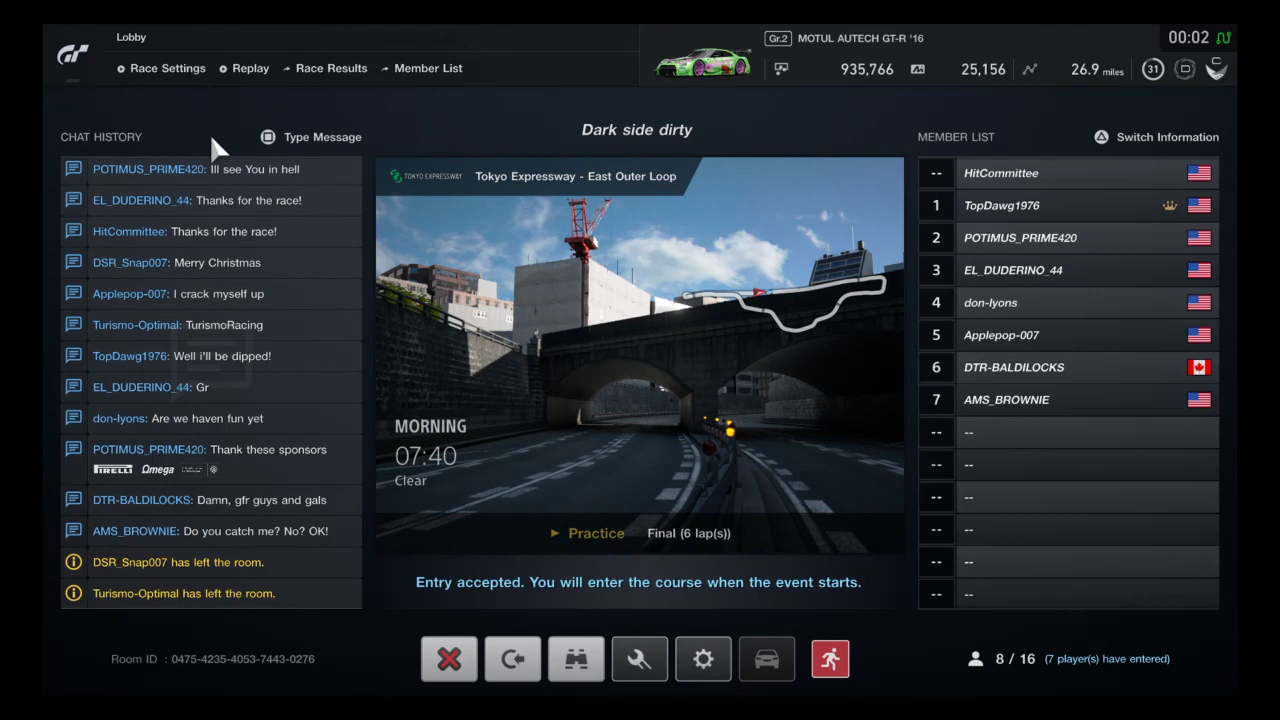 Lobby
Race Settings Replay Race Results Member List
Gr.2 MOTUL AUTECH GT-R '16
935,766 25,156 26.9 miles 31 C
00:02
CHAT HISTORY Type Message
POTIMUS_PRIME420: Ill see You in hell
EL_DUDERINO_44: Thanks for the race!
HitCommittee: Thanks for the race!
DSR_Snap007: Merry Christmas
Applepop-007: I crack myself up
Turismo-Optimal: TurismoRacing
TopDawg1976: Well i'll be dipped!
EL_DUDERINO_44: Gr
don-lyons: Are we haven fun yet
POTIMUS_PRIME420: Thank these sponsors
PIRELLI Omega
DTR-BALDILOCKS: Damn, gfr guys and gals
AMS_BROWNIE: Do you catch me? No? OK!
DSR_Snap007 has left the room.
Turismo-Optimal has left the room.
Dark side dirty
TOKYO EXPRESSWAY Tokyo Expressway - East Outer Loop
MORNING
07:40
Clear
Practice Final (6 lap(s))
Entry accepted. You will enter the course when the event starts.
MEMBER LIST Switch Information
-- HitCommittee
1 TopDawg1976
2 POTIMUS_PRIME420
3 EL_DUDERINO_44
4 don-lyons
5 Applepop-007
6 DTR-BALDILOCKS
7 AMS_BROWNIE
-- --
-- --
-- --
-- --
-- --
-- --
Room ID : 0475-4235-4053-7443-0276
8 / 16 (7 player(s) have entered)